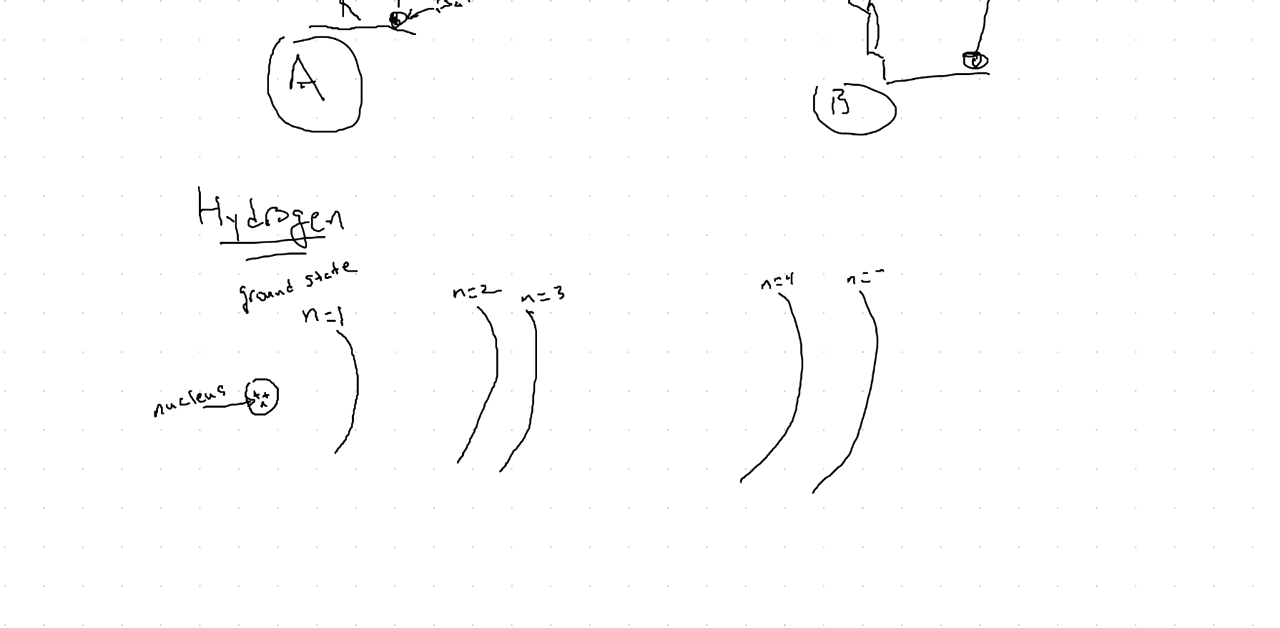 A
B
Hydrogen
ground state
n=1
n=2
n=3
n=4
nucleus